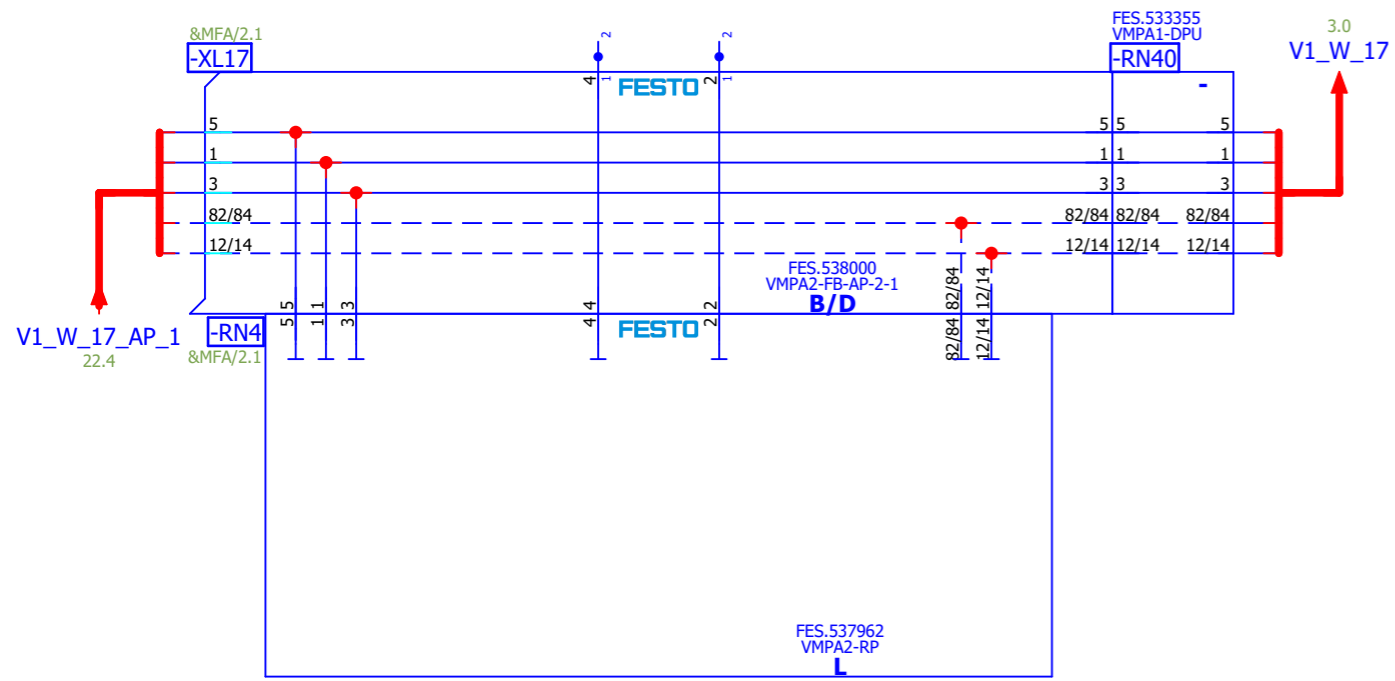 &MFA/2.1
-XL17
2
2
1
1
4
FESTO
2
FES.533355
VMPA1-DPU
-RN40
-
3.0
V1_W_17
5
5 5
5
1
1 1
1
3
3 3
3
82/84
82/84 82/84
82/84
12/14
12/14 12/14
12/14
FES.538000
VMPA2-FB-AP-2-1
B/D
V1_W_17_AP_1
22.4
-RN4
&MFA/2.1
5 5
1 1
3 3
4 4
FESTO
2 2
82/84 82/84
12/14 12/14
FES.537962
VMPA2-RP
L